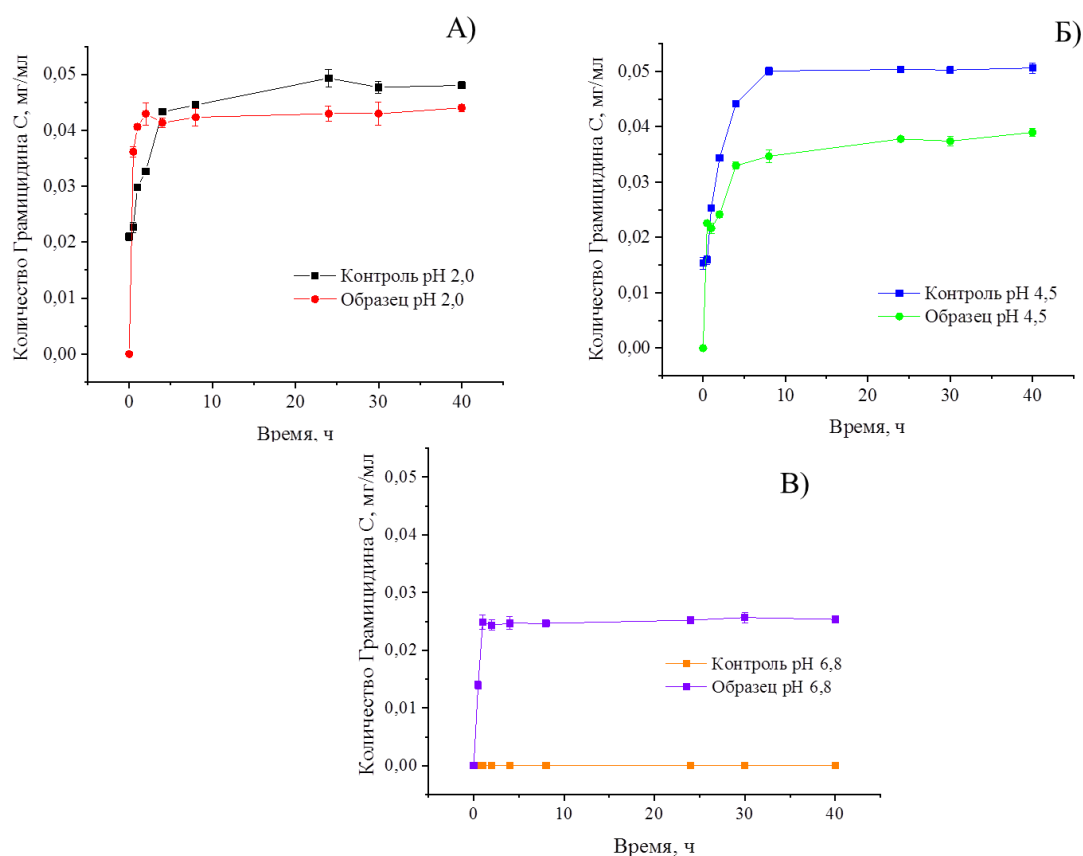 А)
Количество Грамицидина С, мг/мл
0,05
0,04
0,03
0,02
0,01
0,00
Контроль pH 2,0
Образец pH 2,0
0 10 20 30 40
Время, ч
Б)
Количество Грамицидина С, мг/мл
0,05
0,04
0,03
0,02
0,01
0,00
Контроль pH 4,5
Образец pH 4,5
0 10 20 30 40
Время, ч
В)
Количество Грамицидина С, мг/мл
0,05
0,04
0,03
0,02
0,01
0,00
Контроль pH 6,8
Образец pH 6,8
0 10 20 30 40
Время, ч